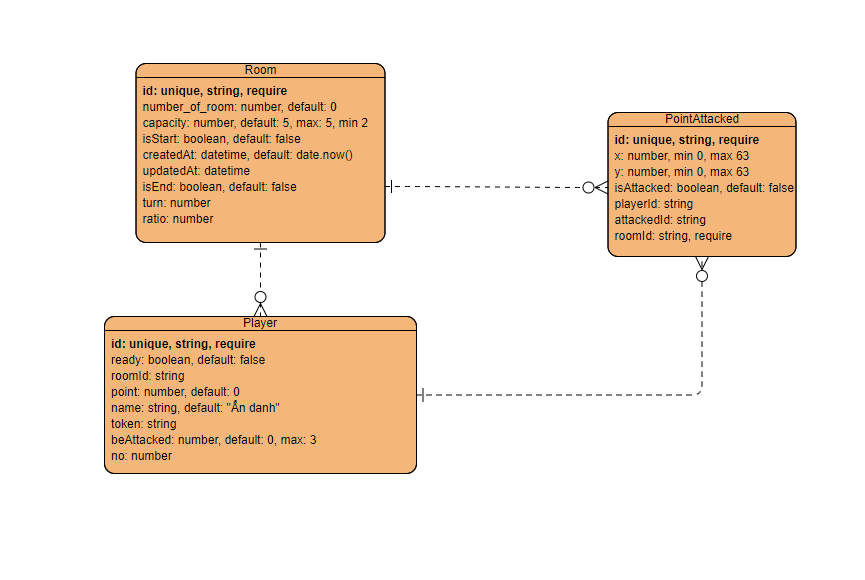 Room
id: unique, string, require
number_of_room: number, default: 0
capacity: number, default: 5, max: 5, min 2
isStart: boolean, default: false
createdAt: datetime, default: date.now()
updatedAt: datetime
isEnd: boolean, default: false
turn: number
ratio: number
PointAttacked
id: unique, string, require
x: number, min 0, max 63
y: number, min 0, max 63
isAttacked: boolean, default: false
playerId: string
attackedId: string
roomId: string, require
Player
id: unique, string, require
ready: boolean, default: false
roomId: string
point: number, default: 0
name: string, default: "Ẩn danh"
token: string
beAttacked: number, default: 0, max: 3
no: number